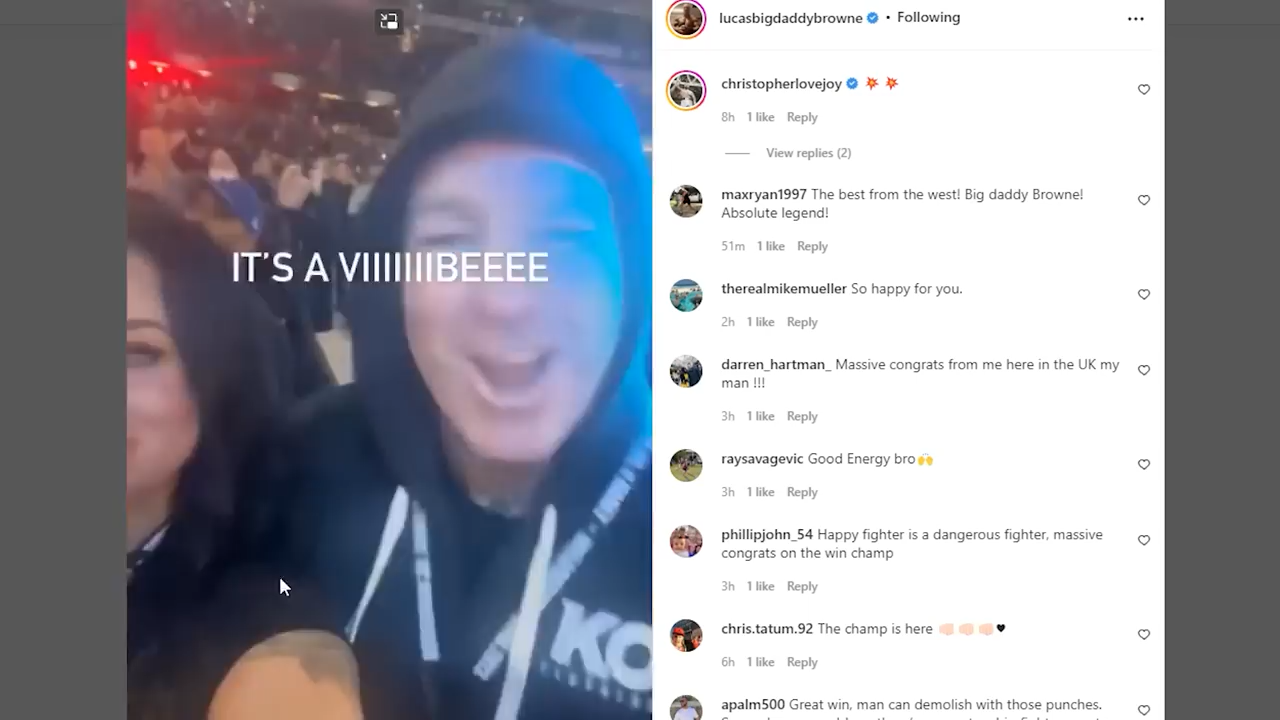 lucasbigdaddybrowne • Following
IT'S A VIIIIIIIBEEEE
KO
christopherlovejoy 💥 💥
8h 1 like Reply
View replies (2)
maxryan1997 The best from the west! Big daddy Browne!
Absolute legend!
51m 1 like Reply
therealmikemueller So happy for you.
2h 1 like Reply
darren_hartman_ Massive congrats from me here in the UK my
man !!!
3h 1 like Reply
raysavagevic Good Energy bro🙌
3h 1 like Reply
phillipjohn_54 Happy fighter is a dangerous fighter, massive
congrats on the win champ
3h 1 like Reply
chris.tatum.92 The champ is here 👊🏻👊🏻👊🏻🖤
6h 1 like Reply
apalm500 Great win, man can demolish with those punches.